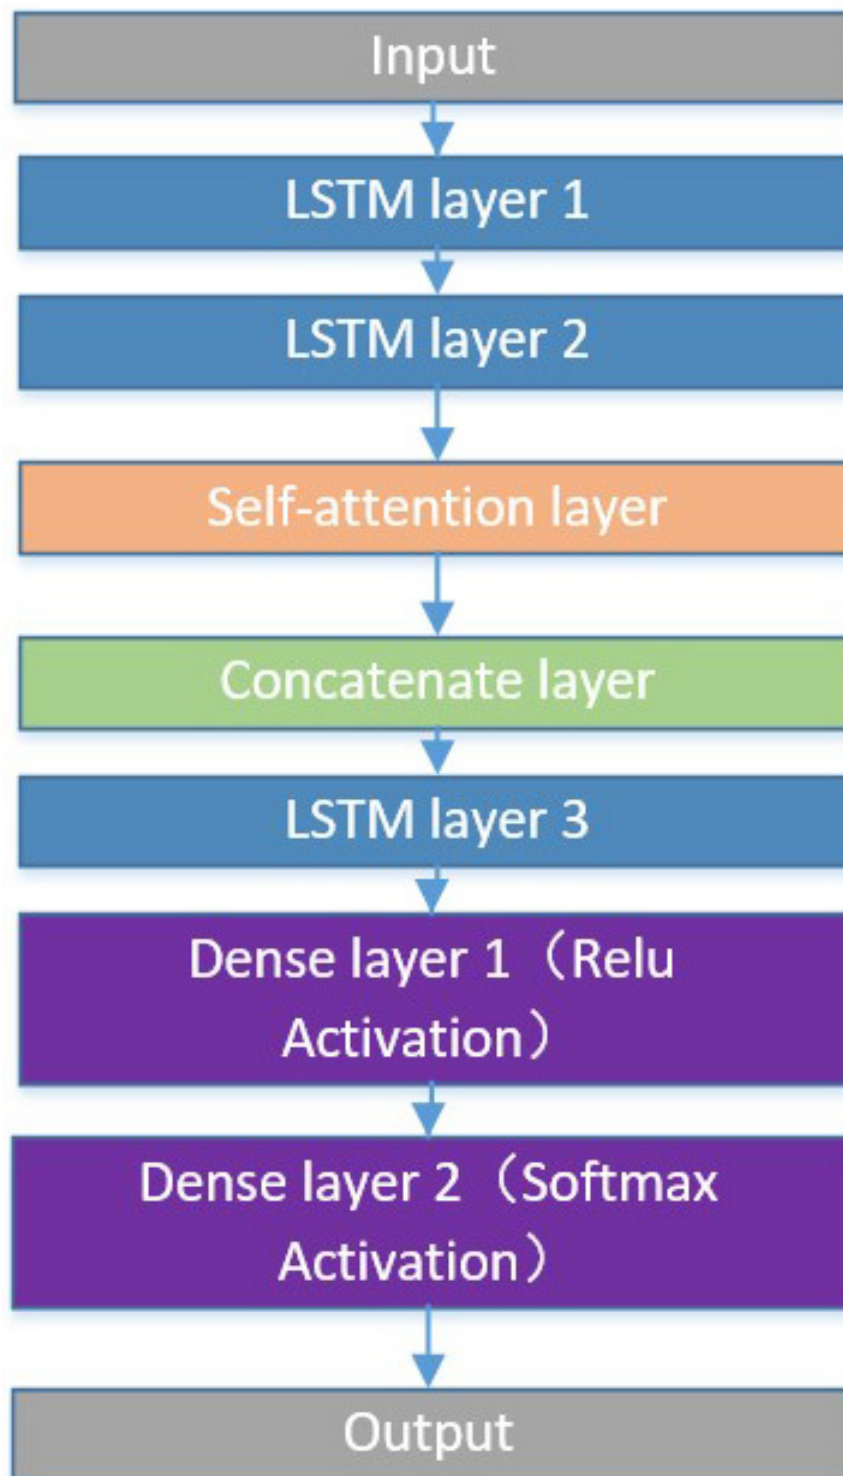 Input
LSTM layer 1
LSTM layer 2
Self-attention layer
Concatenate layer
LSTM layer 3
Dense layer 1（Relu
Activation）
Dense layer 2（Softmax
Activation）
Output